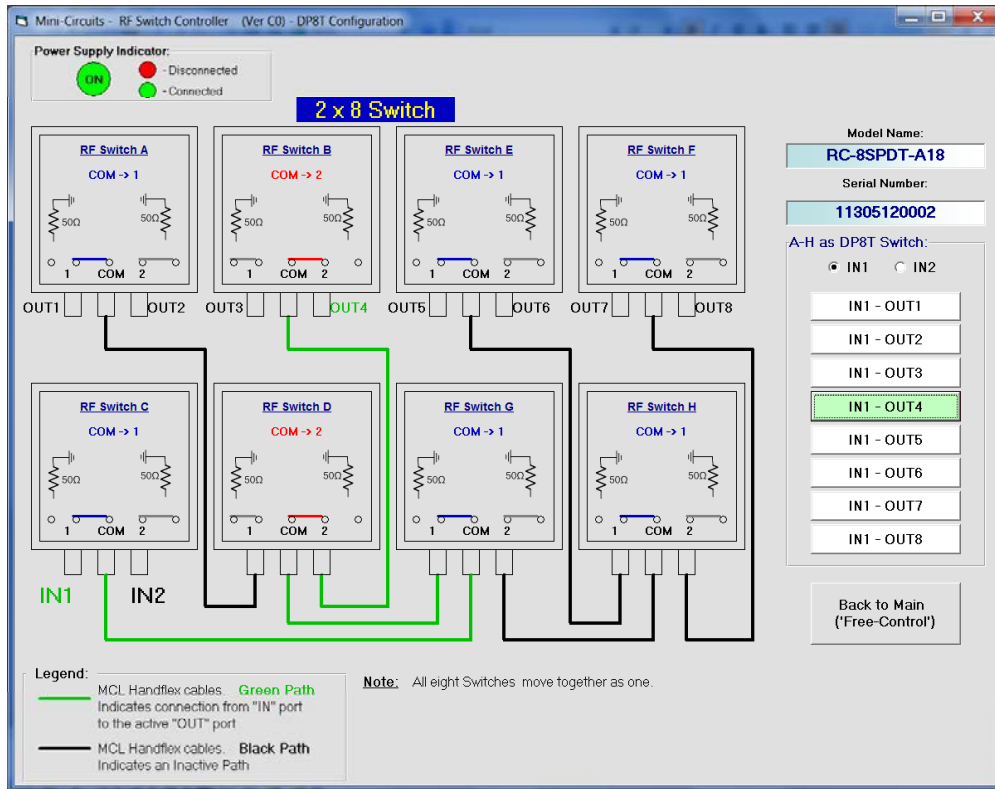 Mini-Circuits - RF Switch Controller (Ver C0) - DP8T Configuration
Power Supply Indicator:
ON
- Disconnected
- Connected
2 x 8 Switch
RF Switch A
COM -> 1
50Ω
50Ω
1 COM 2
RF Switch B
COM -> 2
50Ω
50Ω
1 COM 2
RF Switch E
COM -> 1
50Ω
50Ω
1 COM 2
RF Switch F
COM -> 1
50Ω
50Ω
1 COM 2
OUT1 OUT2 OUT3 OUT4 OUT5 OUT6 OUT7 OUT8
RF Switch C
COM -> 1
50Ω
50Ω
1 COM 2
RF Switch D
COM -> 2
50Ω
50Ω
1 COM 2
RF Switch G
COM -> 1
50Ω
50Ω
1 COM 2
RF Switch H
COM -> 1
50Ω
50Ω
1 COM 2
IN1 IN2
Model Name:
RC-8SPDT-A18
Serial Number:
11305120002
A-H as DP8T Switch:
IN1 IN2
IN1 - OUT1
IN1 - OUT2
IN1 - OUT3
IN1 - OUT4
IN1 - OUT5
IN1 - OUT6
IN1 - OUT7
IN1 - OUT8
Back to Main
('Free-Control')
Legend:
MCL Handflex cables. Green Path
Indicates connection from "IN" port
to the active "OUT" port
MCL Handflex cables. Black Path
Indicates an Inactive Path
Note: All eight Switches move together as one.